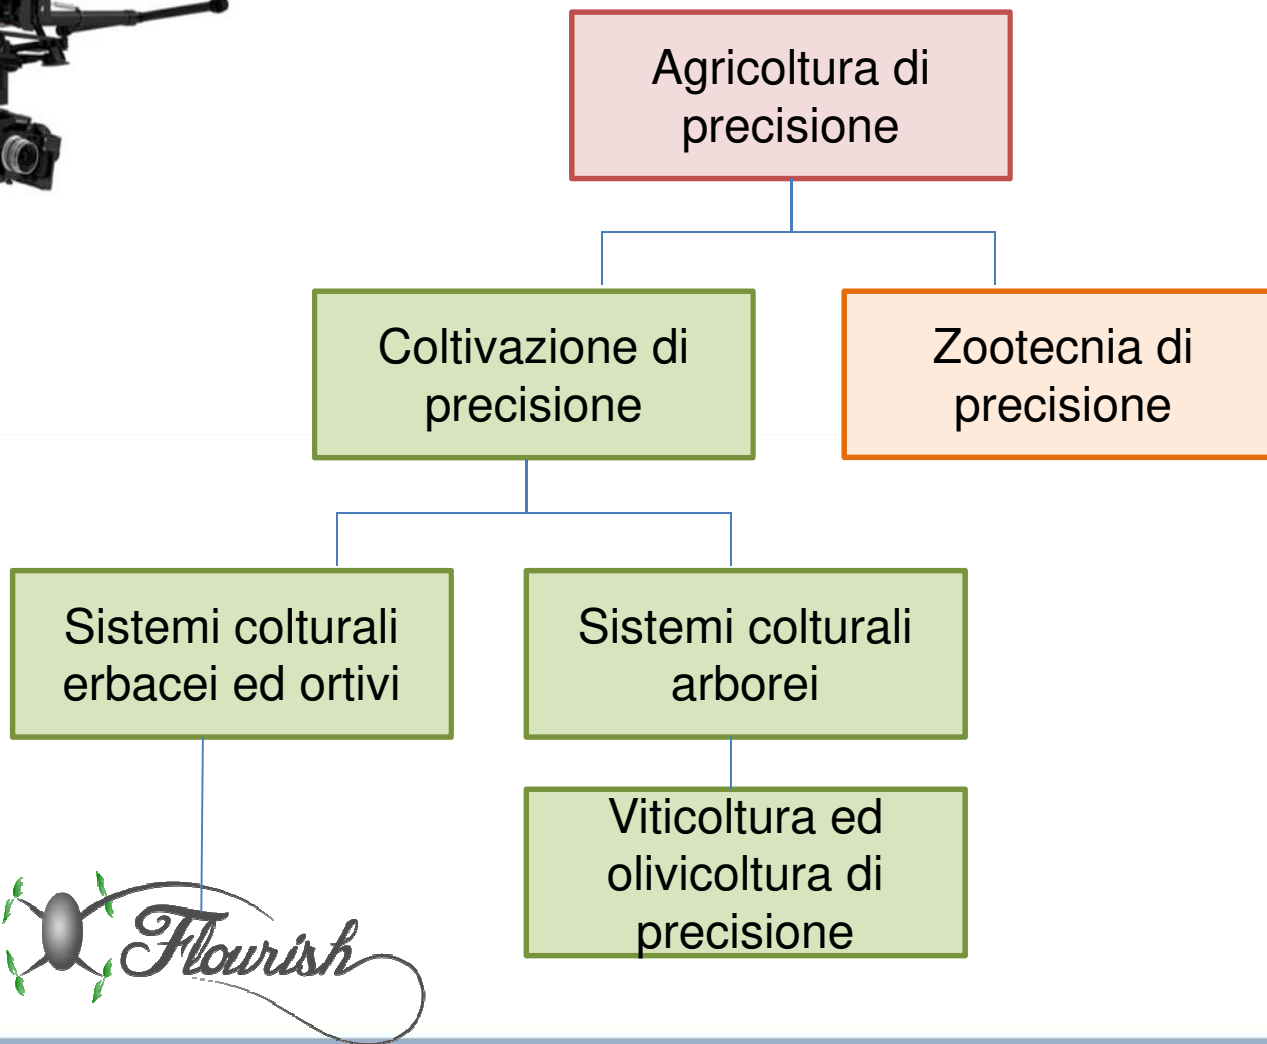 Agricoltura di
precisione
Coltivazione di
precisione
Zootecnia di
precisione
Sistemi colturali
erbacei ed ortivi
Sistemi colturali
arborei
Viticoltura ed
olivicoltura di
precisione
Flourish